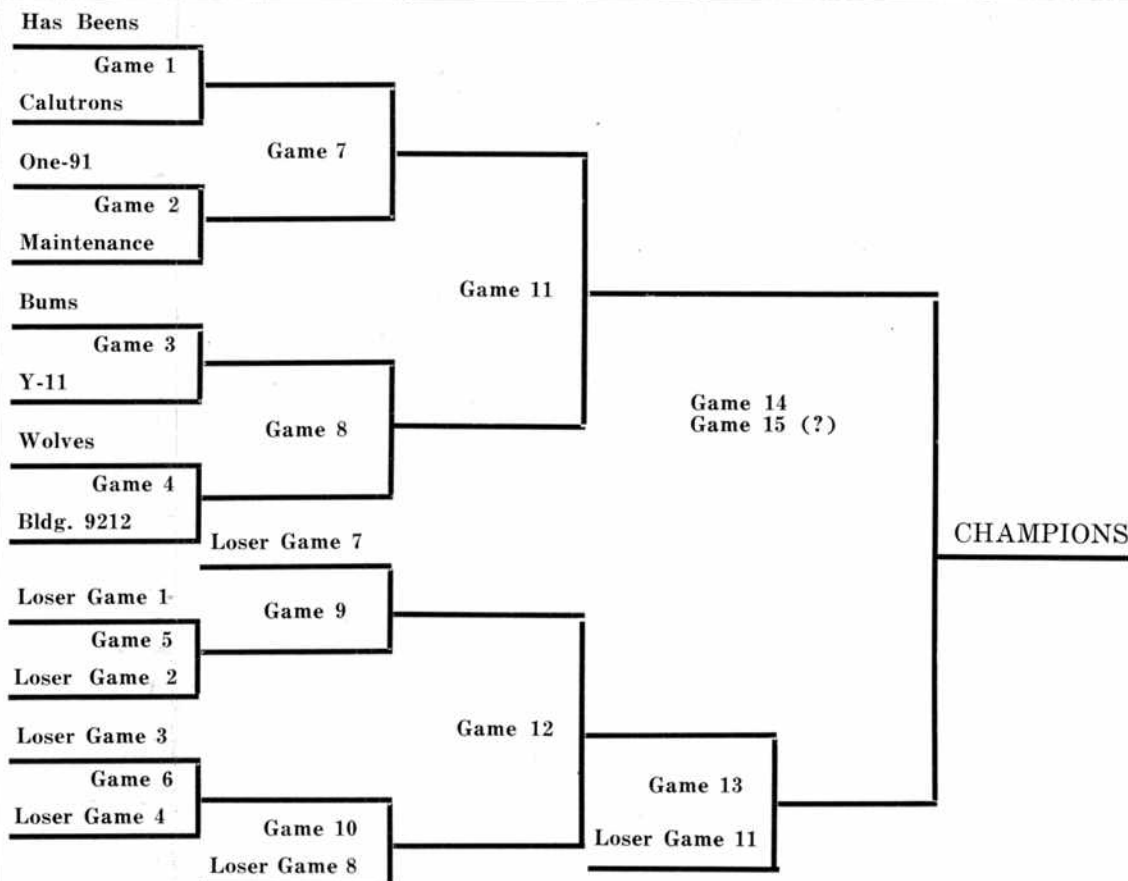 Has Beens
Game 1
Calutrons
Game 7
One-91
Game 2
Maintenance
Game 11
Bums
Game 3
Y-11
Game 8
Game 14
Game 15 (?)
Wolves
Game 4
Bldg. 9212
CHAMPIONS
Loser Game 7
Loser Game 1
Game 9
Game 5
Loser Game 2
Game 12
Loser Game 3
Game 6
Loser Game 4
Game 13
Loser Game 11
Game 10
Loser Game 8